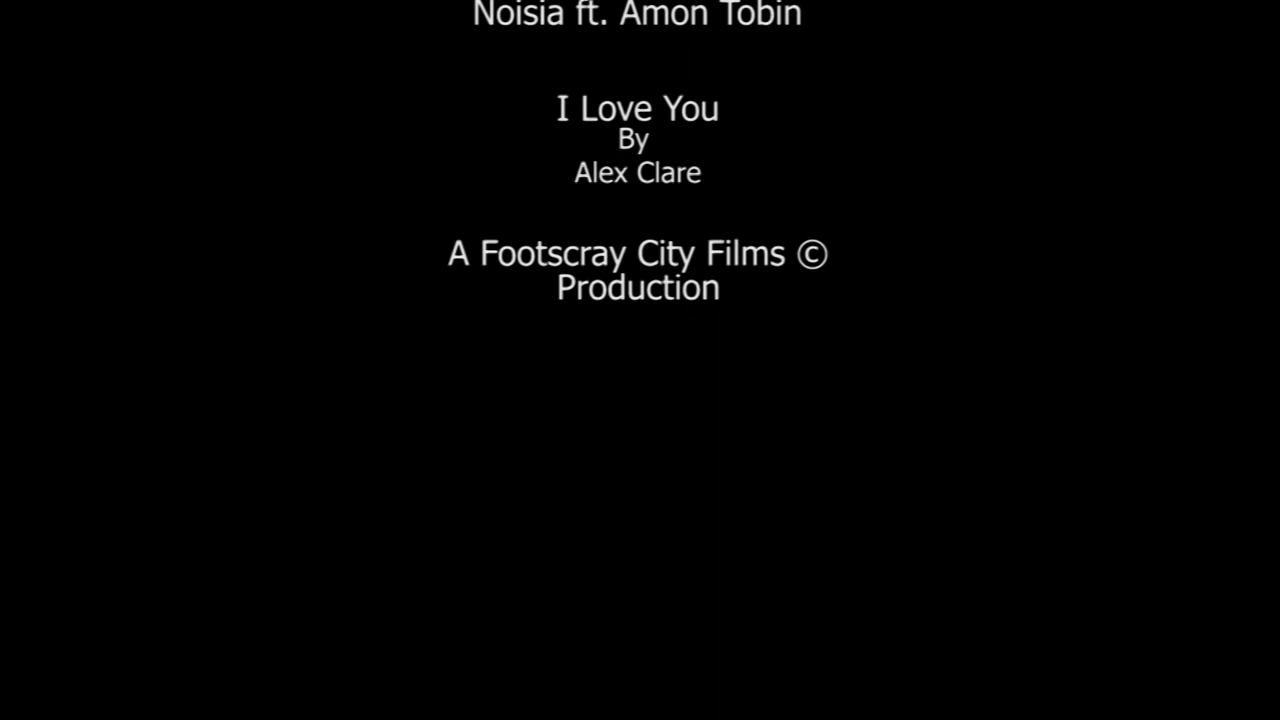 Noisia ft. Amon Tobin
I Love You
By
Alex Clare
A Footscray City Films ©
Production